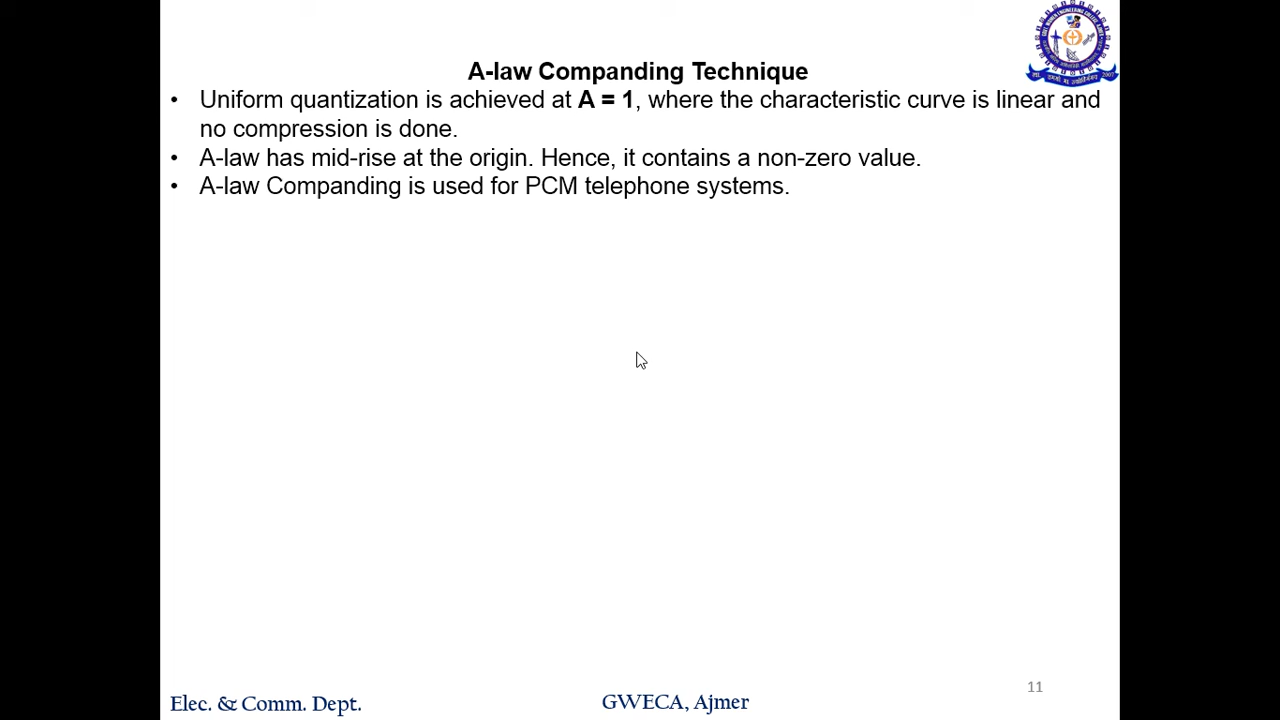 A-law Companding Technique
• Uniform quantization is achieved at A = 1, where the characteristic curve is linear and
no compression is done.
• A-law has mid-rise at the origin. Hence, it contains a non-zero value.
• A-law Companding is used for PCM telephone systems.
11
Elec. & Comm. Dept.
GWECA, Ajmer